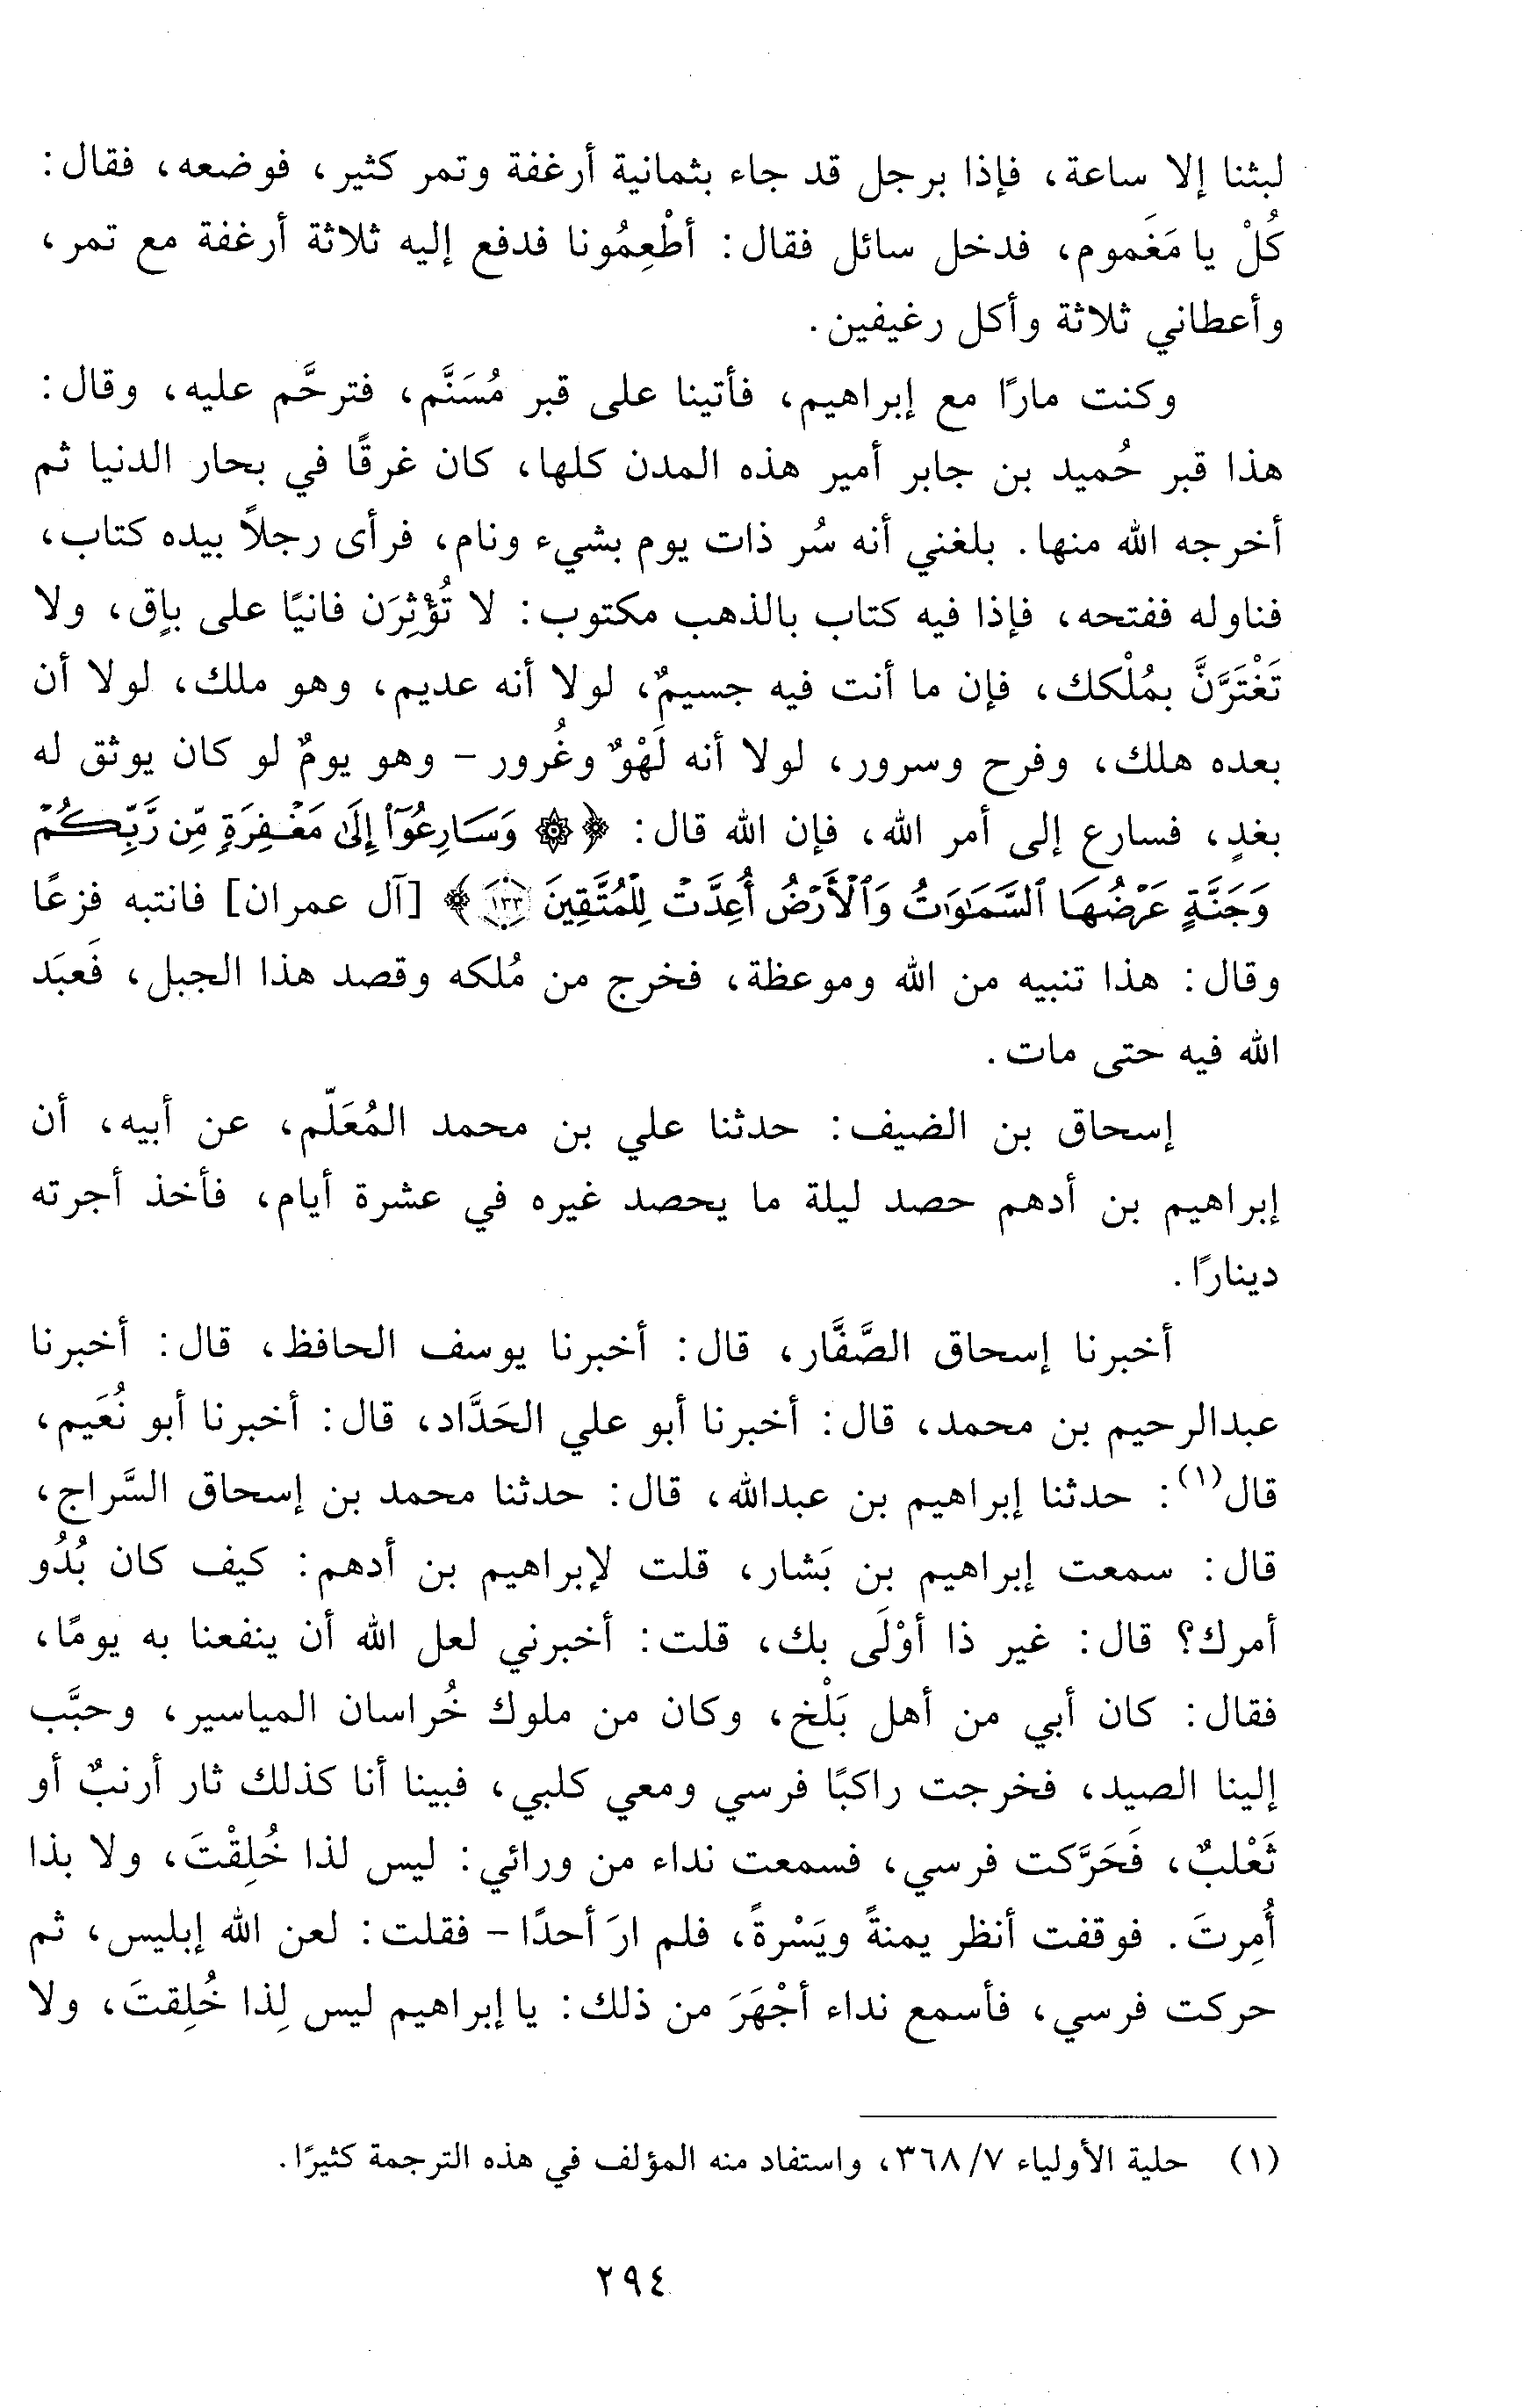 لبثنا إلا ساعة، فإذا برجل قد جاء بثمانية أرغفة وتمر كثير، فوضعه، فقال:
كُلْ يا مَغَموم، فدخل سائل فقال: أطْعِمُونا فدفع إليه ثلاثة أرغفة مع تمر،
وأعطاني ثلاثة وأكل رغيفين.
وكنت مارًا مع إبراهيم، فأتينا على قبر مُسَنَّم، فترحَّم عليه، وقال:
هذا قبر حُميد بن جابر أمير هذه المدن كلها، كان غرقًا في بحار الدنيا ثم
أخرجه الله منها. بلغني أنه سُر ذات يوم بشيء ونام، فرأى رجلاً بيده كتاب،
فناوله ففتحه، فإذا فيه كتاب بالذهب مكتوب: لا تُؤْثِرَن فانيًا على باٍق، ولا
تَغْتَرَّنَّ بمُلْكك، فإن ما أنت فيه جسيمٌ، لولا أنه عديم، وهو ملك، لولا أن
بعده هلك، وفرح وسرور، لولا أنه لَهْوٌ وغُرور - وهو يومٌ لو كان يوثق له
بغدٍ، فسارع إلى أمر الله، فإن الله قال: ﴿ ۞ وَسَارِعُوٓا۟ إِلَىٰ مَغْفِرَةٍ مِّن رَّبِّكُمْ
وَجَنَّةٍ عَرْضُهَا ٱلسَّمَـٰوَٰتُ وَٱلْأَرْضُ أُعِدَّتْ لِلْمُتَّقِينَ ١٣٣ ﴾ [آل عمران] فانتبه فزعًا
وقال: هذا تنبيه من الله وموعظة، فخرج من مُلكه وقصد هذا الجبل، فَعبَد
الله فيه حتى مات.
إسحاق بن الضيف: حدثنا علي بن محمد المُعَلّم، عن أبيه، أن
إبراهيم بن أدهم حصد ليلة ما يحصد غيره في عشرة أيام، فأخذ أجرته
دينارًا.
أخبرنا إسحاق الصَّفَّار، قال: أخبرنا يوسف الحافظ، قال: أخبرنا
عبدالرحيم بن محمد، قال: أخبرنا أبو علي الحَدَّاد، قال: أخبرنا أبو نُعَيم،
قال(١): حدثنا إبراهيم بن عبدالله، قال: حدثنا محمد بن إسحاق السَّراج،
قال: سمعت إبراهيم بن بَشار، قلت لإبراهيم بن أدهم: كيف كان بُدُو
أمرك؟ قال: غير ذا أوْلَى بك، قلت: أخبرني لعل الله أن ينفعنا به يومًا،
فقال: كان أبي من أهل بَلْخ، وكان من ملوك خُراسان المياسير، وحبَّب
إلينا الصيد، فخرجت راكبًا فرسي ومعي كلبي، فبينا أنا كذلك ثار أرنبٌ أو
ثَعْلبٌ، فَحَرَّكت فرسي، فسمعت نداء من ورائي: ليس لذا خُلِقْتَ، ولا بذا
أُمِرتَ. فوقفت أنظر يمنةً ويَسْرةً، فلم ارَ أحدًا - فقلت: لعن الله إبليس، ثم
حركت فرسي، فأسمع نداء أجْهَرَ من ذلك: يا إبراهيم ليس لِذا خُلِقتَ، ولا
(١) حلية الأولياء ٧/ ٣٦٨، واستفاد منه المؤلف في هذه الترجمة كثيرًا.
٢٩٤